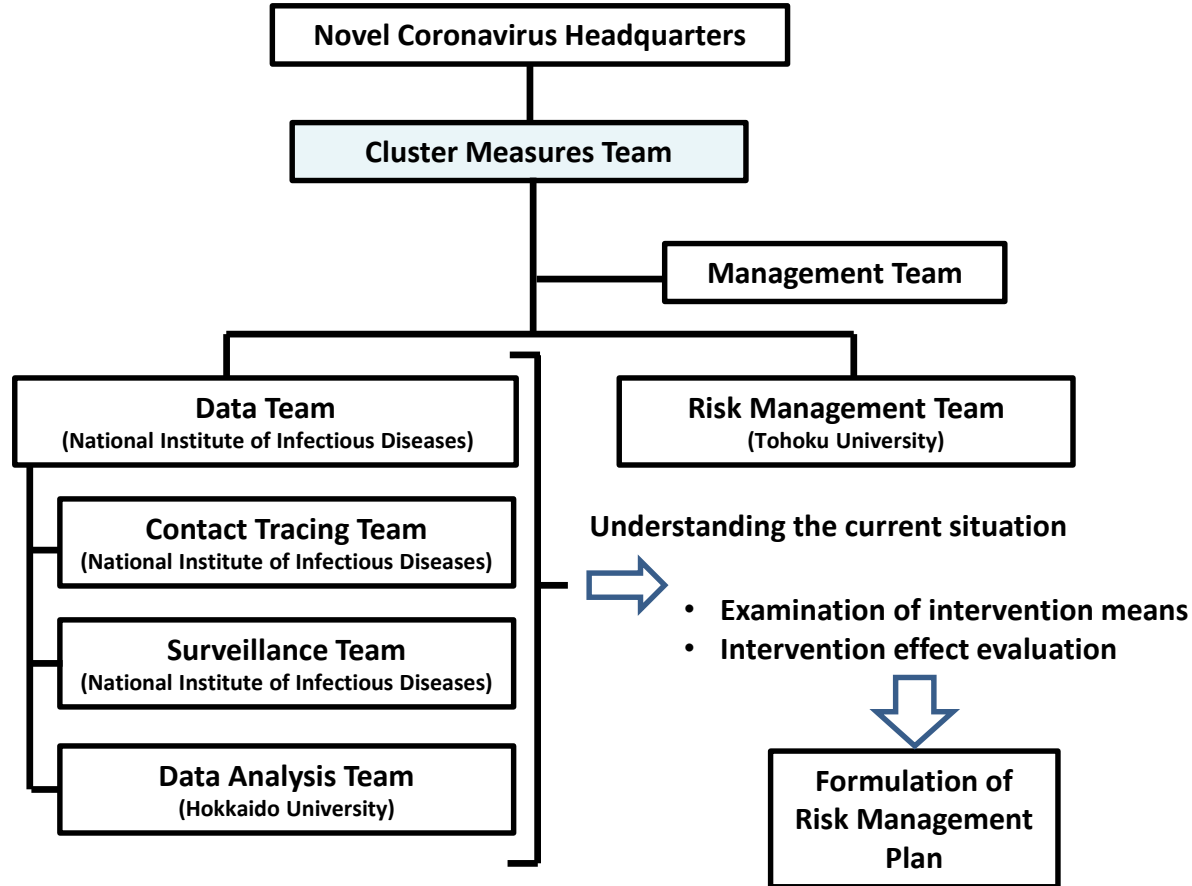 Novel Coronavirus Headquarters
Cluster Measures Team
Management Team
Data Team
(National Institute of Infectious Diseases)
Risk Management Team
(Tohoku University)
Contact Tracing Team
(National Institute of Infectious Diseases)
Surveillance Team
(National Institute of Infectious Diseases)
Data Analysis Team
(Hokkaido University)
Understanding the current situation
• Examination of intervention means
• Intervention effect evaluation
Formulation of
Risk Management
Plan